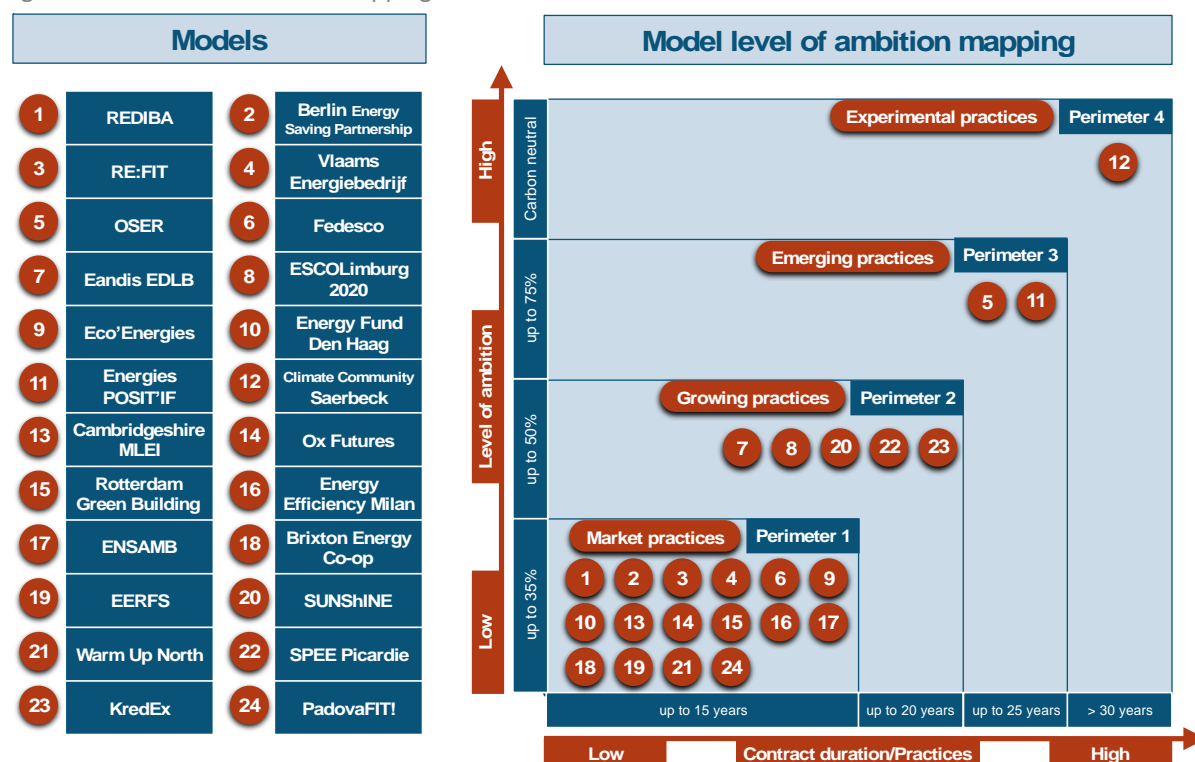 Models
1
REDIBA
2
Berlin Energy
Saving Partnership
3
RE:FIT
4
Vlaams
Energiebedrijf
5
OSER
6
Fedesco
7
Eandis EDLB
8
ESCOLimburg
2020
9
Eco’Energies
10
Energy Fund
Den Haag
11
Energies
POSIT’IF
12
Climate Community
Saerbeck
13
Cambridgeshire
MLEI
14
Ox Futures
15
Rotterdam
Green Building
16
Energy
Efficiency Milan
17
ENSAMB
18
Brixton Energy
Co-op
19
EERFS
20
SUNShINE
21
Warm Up North
22
SPEE Picardie
23
KredEx
24
PadovaFIT!
Model level of ambition mapping
High
Level of ambition
Low
Carbon neutral
Experimental practices
Perimeter 4
12
up to 75%
Emerging practices
Perimeter 3
5 11
up to 50%
Growing practices
Perimeter 2
7 8 20 22 23
up to 35%
Market practices
Perimeter 1
1 2 3 4 6 9
10 13 14 15 16 17
18 19 21 24
up to 15 years
up to 20 years
up to 25 years
> 30 years
Low
Contract duration/Practices
High